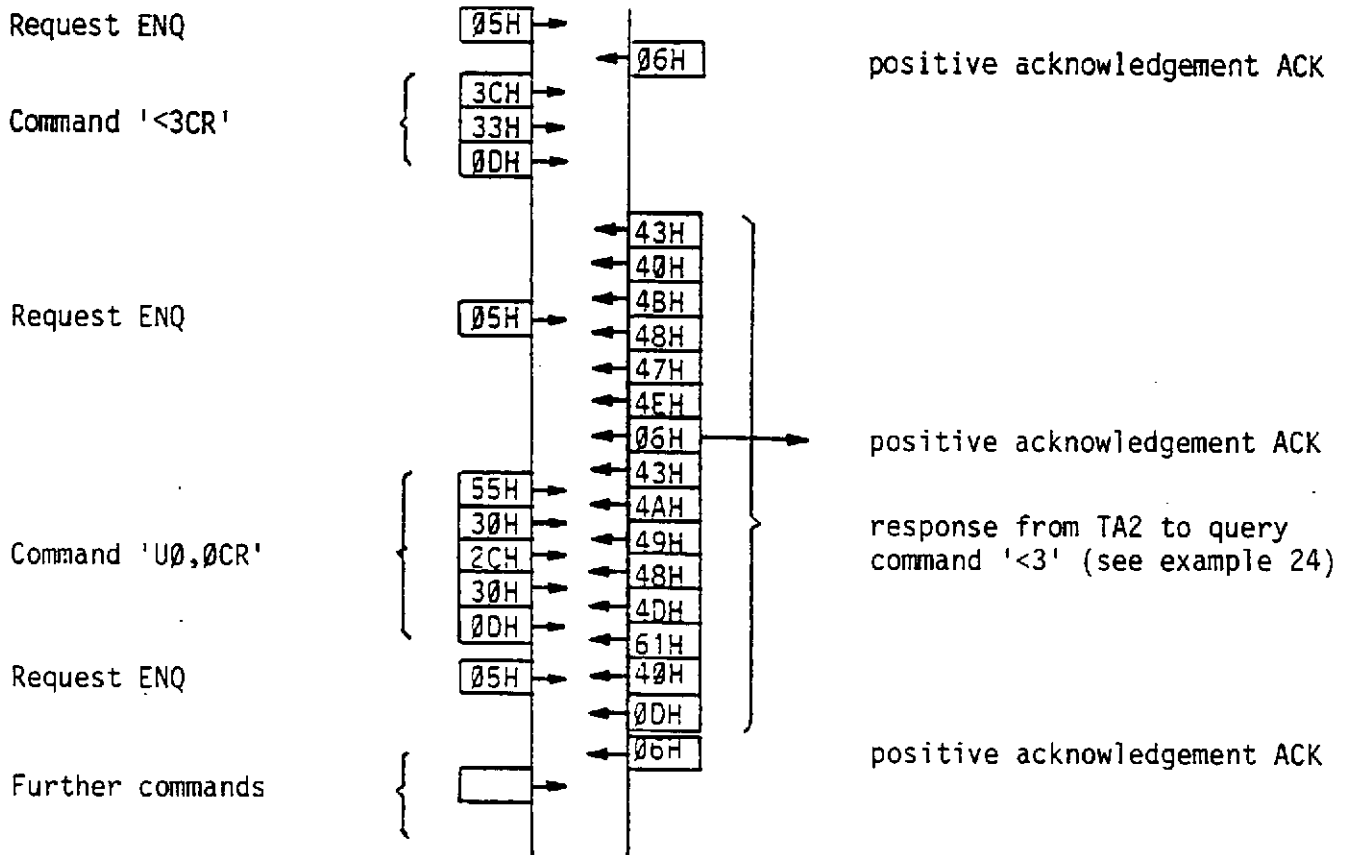 Request ENQ
Ø5H
Ø6H
positive acknowledgement ACK
Command '<3CR'
3CH
33H
ØDH
43H
4ØH
4BH
48H
47H
4EH
Ø6H
43H
4AH
49H
48H
4DH
61H
4ØH
ØDH
Request ENQ
Ø5H
positive acknowledgement ACK
response from TA2 to query
command '<3' (see example 24)
Command 'UØ,ØCR'
55H
3ØH
2CH
3ØH
ØDH
Request ENQ
Ø5H
Ø6H
positive acknowledgement ACK
Further commands